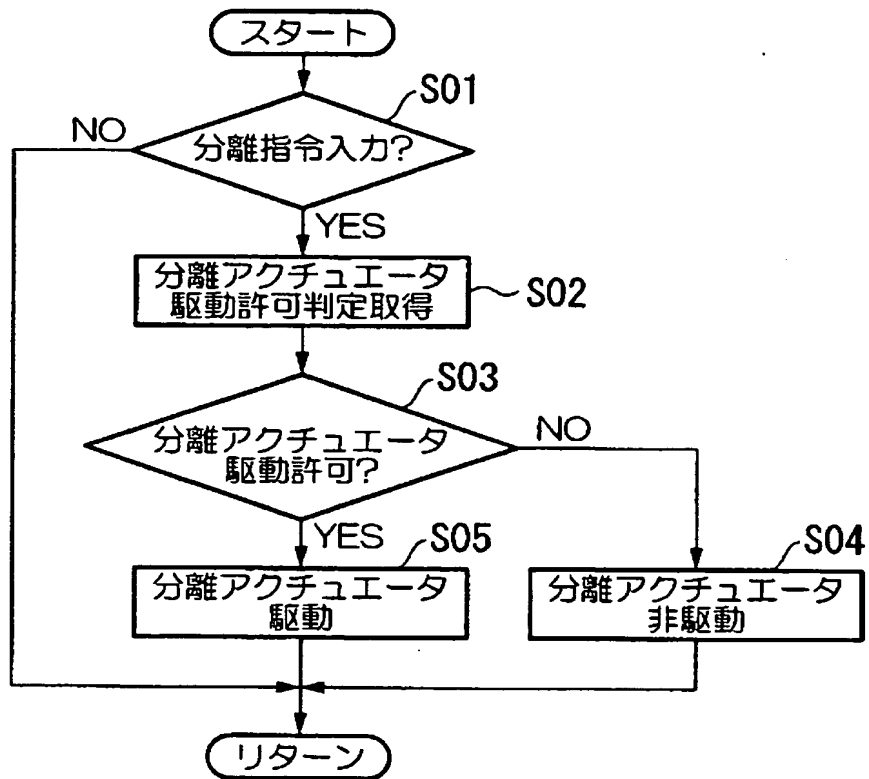 スタート
S01
NO
分離指令入力?
YES
分離アクチュエータ
駆動許可判定取得
S02
S03
分離アクチュエータ
駆動許可?
NO
YES
S05
分離アクチュエータ
駆動
S04
分離アクチュエータ
非駆動
リターン